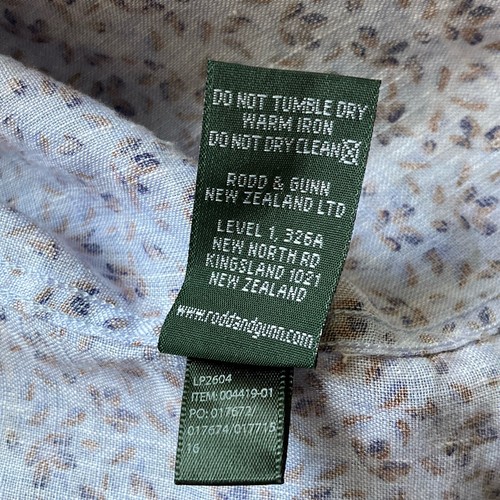 DO NOT TUMBLE DRY
WARM IRON
DO NOT DRY CLEAN
RODD & GUNN
NEW ZEALAND LTD
LEVEL 1, 326A
NEW NORTH RD
KINGSLAND 1021
NEW ZEALAND
www.roddandgunn.com
LP2604
ITEM: 004419-01
PO: 017673/
017674/017715
16